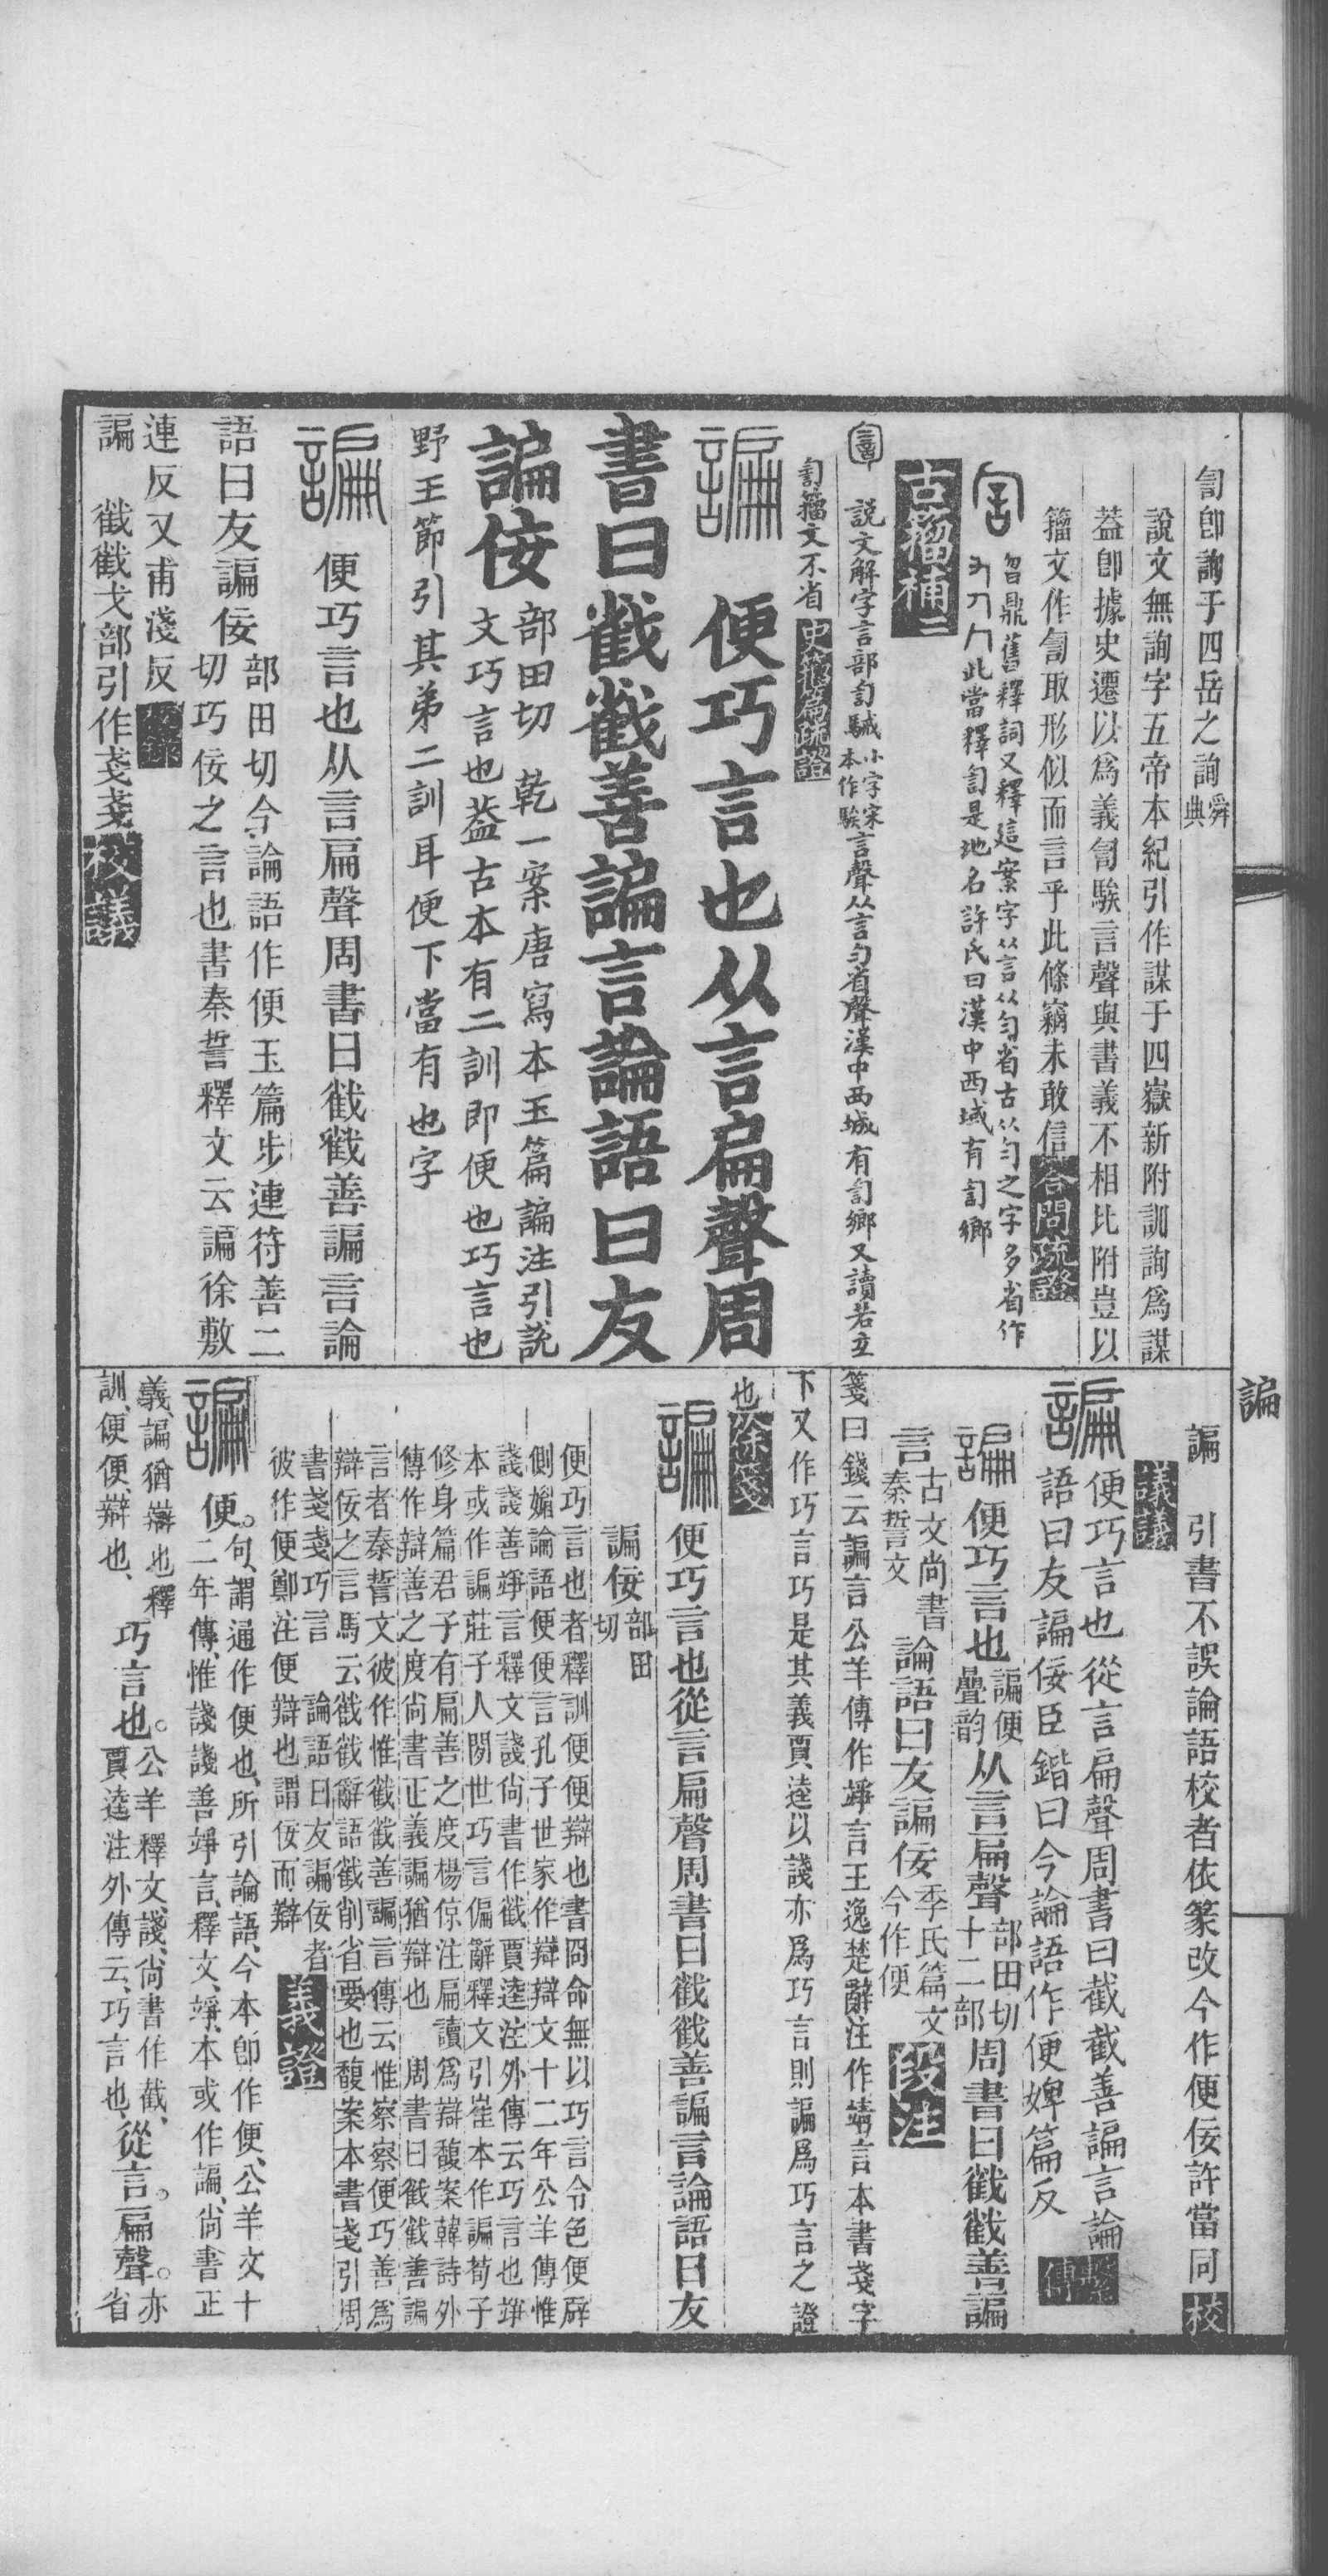 訇卽詢于四岳之詢舜典
說文無詢字五帝本紀引作謀于四嶽新附訓詢爲謀
葢卽據史遷以爲義訇騃言聲與書義不相比附豈以
籀文作訇取形似而言乎此條竊未敢信答問疏證
曶鼎舊釋詞又釋這案字从言从勻省古从勻之字多省作
此當釋訇是地名許氏曰漢中西域有訇鄉
古籀補二
說文解字言部訇駴小字宋本作騃言聲从言勻省聲漢中西城有訇鄉又讀若玄
訇籀文不省史籀篇疏證
諞便巧言也从言扁聲周
書曰戳戳善諞言論語曰友
諞佞部田切 乾一案唐寫本玉篇諞注引說
文巧言也葢古本有二訓即便也巧言也
野王節引其弟二訓耳便下當有也字
諞便巧言也从言扁聲周書曰戳戳善諞言論
語曰友諞佞部田切今論語作便玉篇步連符善二
切巧佞之言也書秦誓釋文云諞徐敷
連反又甫淺反校錄
諞 戳戳戈部引作戔戔校議
諞
諞 引書不誤論語校者依篆改今作便佞許當同校
議議
諞便巧言也從言扁聲周書曰截截善諞言論
語曰友諞佞臣鍇曰今論語作便婢篇反繫傳
諞便巧言也諞便疊韵从言扁聲部田切十二部周書曰戳戳善諞
言古文尚書秦誓文論語曰友諞佞季氏篇文今作便段注
箋曰錢云諞言公羊傳作竫言王逸楚辭注作靖言本書戔字
下又作巧言巧是其義賈逵以諓亦爲巧言則諞爲巧言之證
也徐箋
諞便巧言也從言扁聲周書曰戳戳善諞言論語曰友
諞佞部田切
便巧言也者釋訓便便辯也書冏命無以巧言令色便辟
側媚論語便便言孔子世家作辯辯文十二年公羊傳惟
諓諓善竫言釋文諓尙書作戳賈逵注外傳云巧言也竫
本或作諞莊子人閒世巧言偏辭釋文引崔本作諞荀子
修身篇君子有扁善之度楊倞注扁讀爲辯馥案韓詩外
傳作辯善之度尙書正義諞猶辯也 周書曰戳戳善諞
言者秦誓文彼作惟戳戳善諞言傳云惟察察便巧善爲
辯佞之言馬云戳戳辭語戳削省要也馥案本書戔引周
書戔戔巧言 論語曰友諞佞者
彼作便鄭注便辯也謂佞而辯義證
諞便。句、謂通作便也、所引論語、今本卽作便、公羊文十
二年傳、惟諓諓善竫言、釋文、竫、本或作諞、尙書正
義、諞猶辯也釋
訓、便便、辯也、巧言也。公羊釋文、諓、尙書作截、
賈逵注外傳云、巧言也、從言。扁聲。亦
省